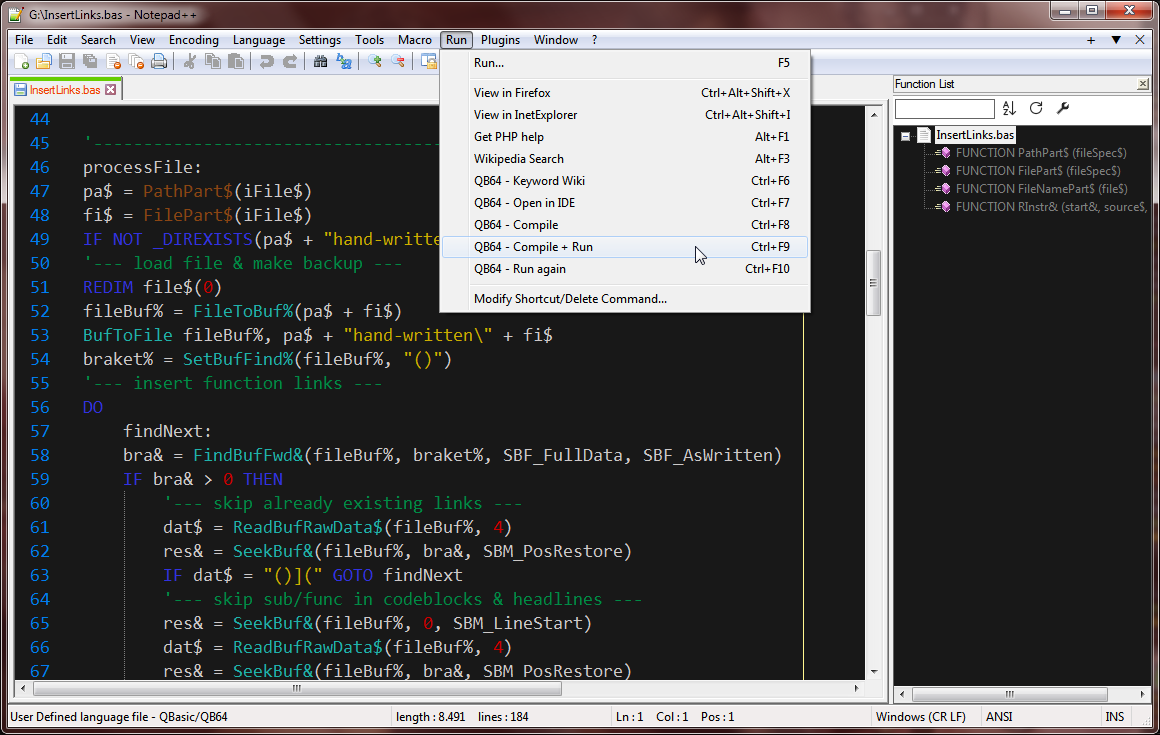 G:\InsertLinks.bas - Notepad++
File Edit Search View Encoding Language Settings Tools Macro Run Plugins Window ?
+ ▼ X
InsertLinks.bas
Run... F5
View in Firefox Ctrl+Alt+Shift+X
View in InetExplorer Ctrl+Alt+Shift+I
Get PHP help Alt+F1
Wikipedia Search Alt+F3
QB64 - Keyword Wiki Ctrl+F6
QB64 - Open in IDE Ctrl+F7
QB64 - Compile Ctrl+F8
QB64 - Compile + Run Ctrl+F9
QB64 - Run again Ctrl+F10
Modify Shortcut/Delete Command...
44
45 '-----------------------------------
46 processFile:
47 pa$ = PathPart$(iFile$)
48 fi$ = FilePart$(iFile$)
49 IF NOT _DIREXISTS(pa$ + "hand-writte
50 '--- load file & make backup ---
51 REDIM file$(0)
52 fileBuf% = FileToBuf%(pa$ + fi$)
53 BufToFile fileBuf%, pa$ + "hand-written\" + fi$
54 braket% = SetBufFind%(fileBuf%, "()")
55 '--- insert function links ---
56 DO
57 findNext:
58 bra& = FindBufFwd&(fileBuf%, braket%, SBF_FullData, SBF_AsWritten)
59 IF bra& > 0 THEN
60 '--- skip already existing links ---
61 dat$ = ReadBufRawData$(fileBuf%, 4)
62 res& = SeekBuf&(fileBuf%, bra&, SBM_PosRestore)
63 IF dat$ = "()](" GOTO findNext
64 '--- skip sub/func in codeblocks & headlines ---
65 res& = SeekBuf&(fileBuf%, 0, SBM_LineStart)
66 dat$ = ReadBufRawData$(fileBuf%, 4)
67 res& = SeekBuf&(fileBuf%, bra&, SBM_PosRestore)
Function List
InsertLinks.bas
FUNCTION PathPart$ (fileSpec$)
FUNCTION FilePart$ (fileSpec$)
FUNCTION FileNamePart$ (file$)
FUNCTION RInstr& (start&, source$,
User Defined language file - QBasic/QB64 length : 8.491 lines : 184 Ln : 1 Col : 1 Pos : 1 Windows (CR LF) ANSI INS